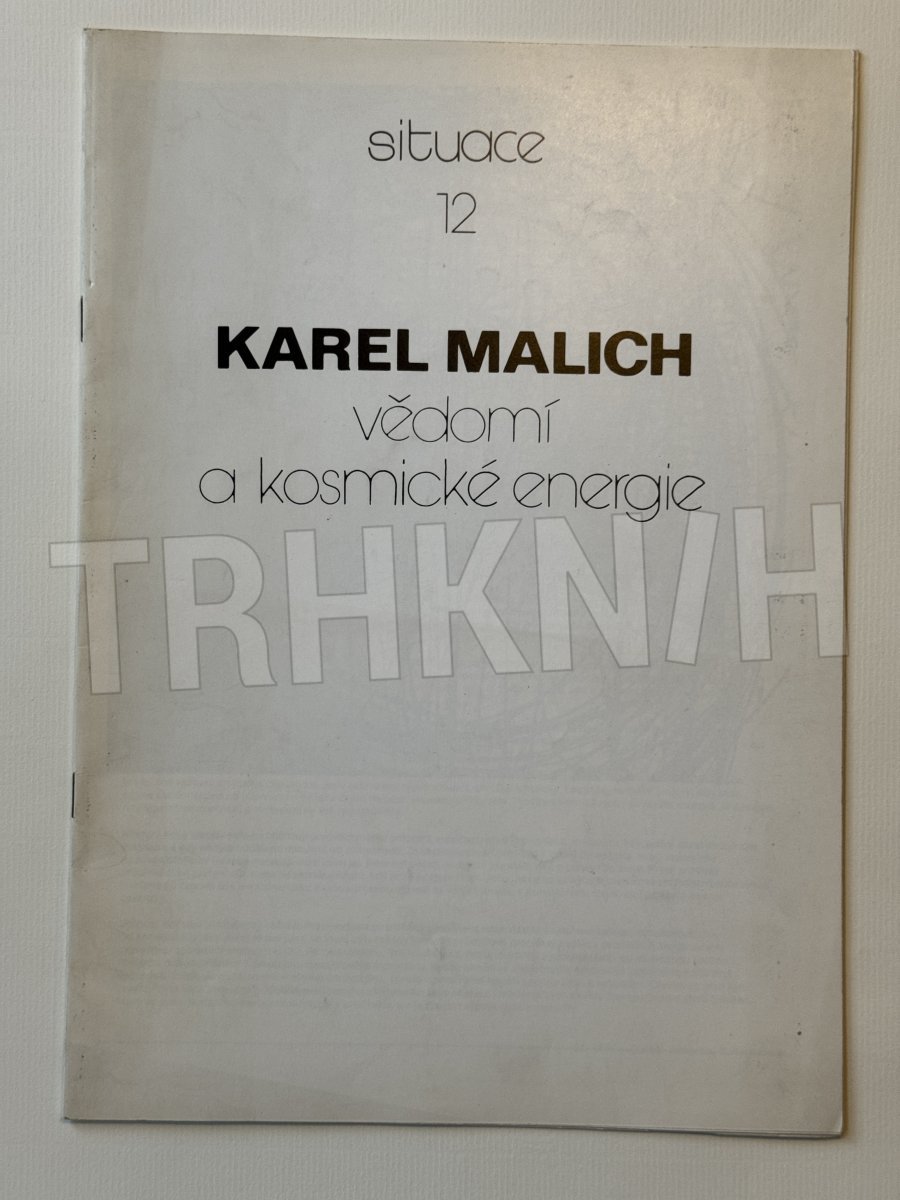 situace
12
KAREL MALICH
vědomí
a kosmické energie
TRHKNIH